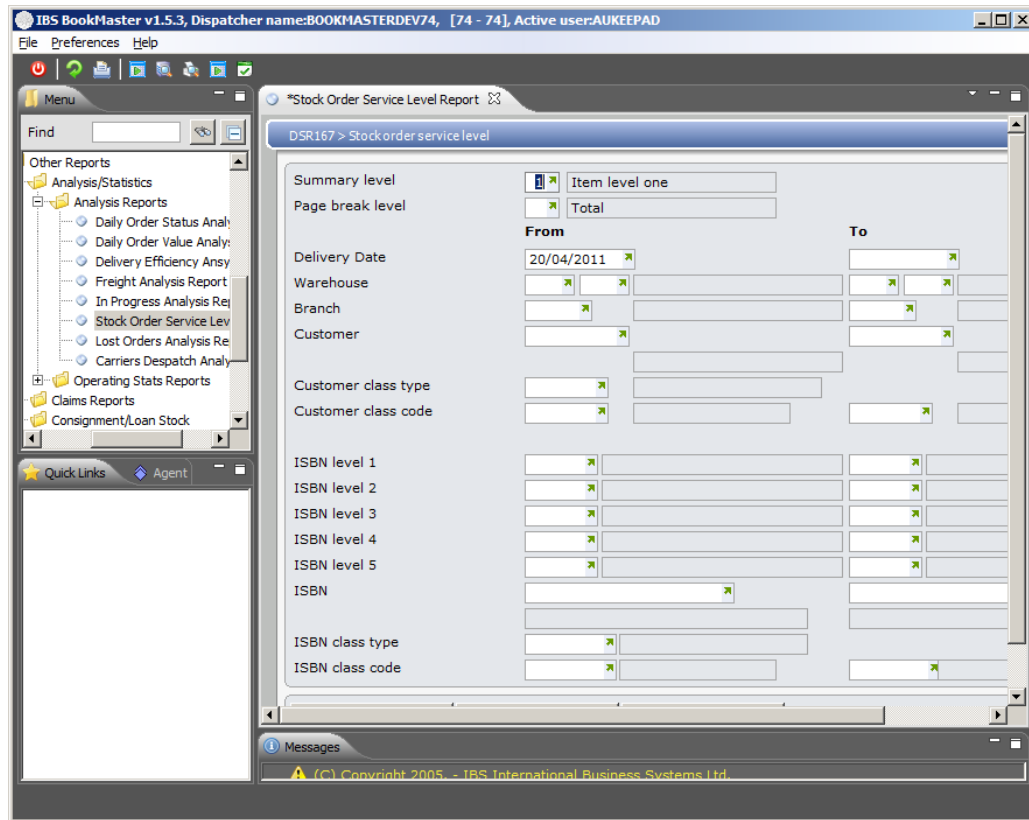 IBS BookMaster v1.5.3, Dispatcher name:BOOKMASTERDEV74, [74 - 74], Active user:AUKEEPAD
File Preferences Help
Menu
Find
Other Reports
Analysis/Statistics
Analysis Reports
Daily Order Status Analy
Daily Order Value Analy
Delivery Efficiency Ansy
Freight Analysis Report
In Progress Analysis Rep
Stock Order Service Lev
Lost Orders Analysis Re
Carriers Despatch Analy
Operating Stats Reports
Claims Reports
Consignment/Loan Stock
Quick Links Agent
*Stock Order Service Level Report
DSR167 > Stock order service level
Summary level 1 Item level one
Page break level Total
From To
Delivery Date 20/04/2011
Warehouse
Branch
Customer
Customer class type
Customer class code
ISBN level 1
ISBN level 2
ISBN level 3
ISBN level 4
ISBN level 5
ISBN
ISBN class type
ISBN class code
Messages
(C) Copyright 2005. - IBS International Business Systems Ltd.